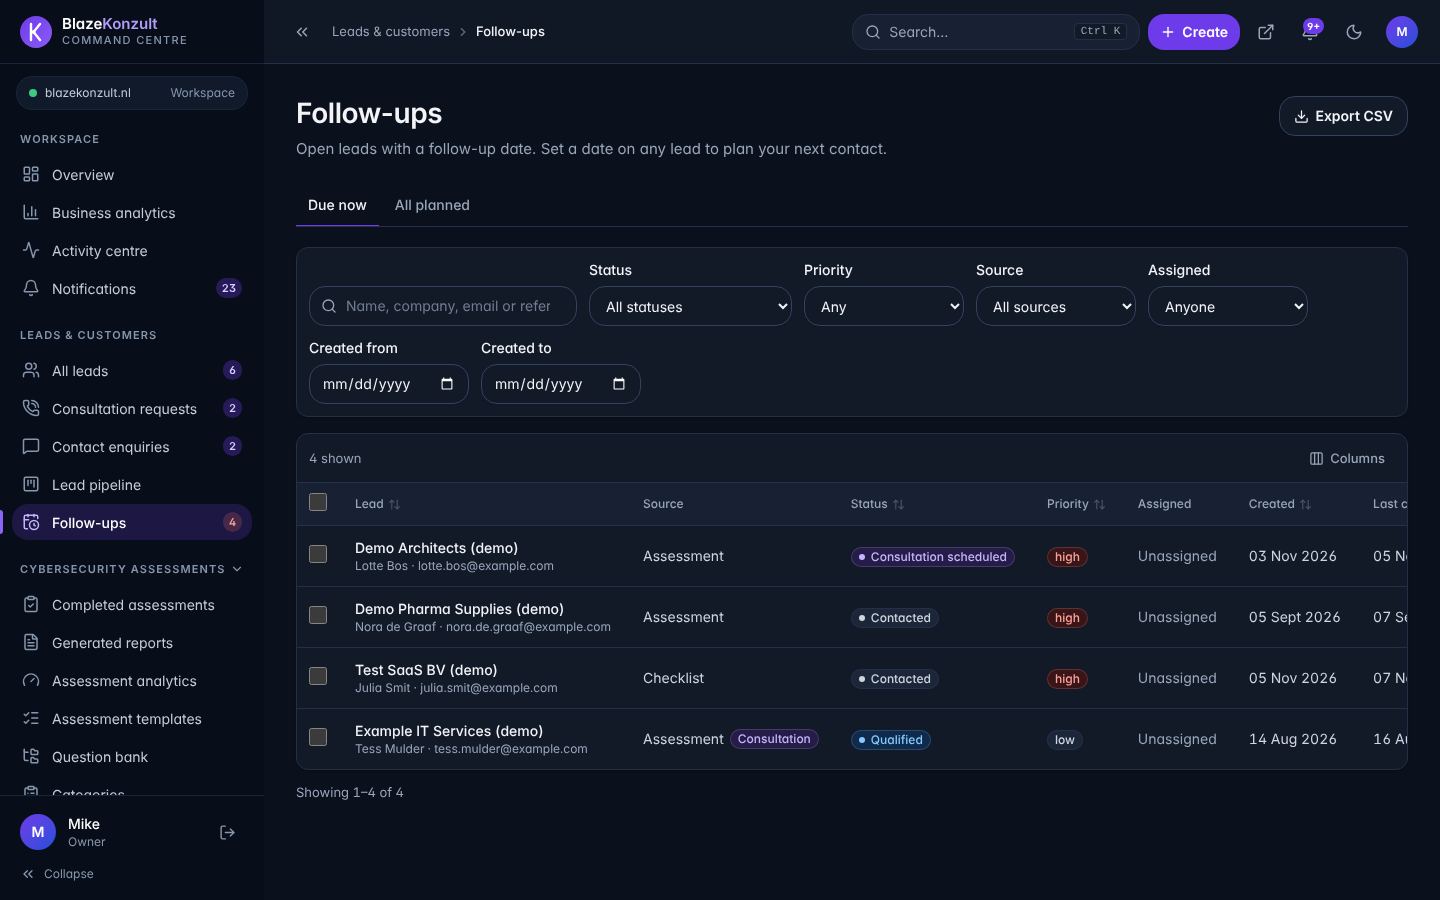 BlazeKonzult
COMMAND CENTRE
Leads & customers > Follow-ups
Search... Ctrl K
Create
9+
M
blazekonzult.nl Workspace
WORKSPACE
Overview
Business analytics
Activity centre
Notifications 23
LEADS & CUSTOMERS
All leads 6
Consultation requests 2
Contact enquiries 2
Lead pipeline
Follow-ups 4
CYBERSECURITY ASSESSMENTS
Completed assessments
Generated reports
Assessment analytics
Assessment templates
Question bank
Categories
M
Mike
Owner
Collapse
Follow-ups
Open leads with a follow-up date. Set a date on any lead to plan your next contact.
Export CSV
Due now All planned
Status Priority Source Assigned
Name, company, email or refer All statuses Any All sources Anyone
Created from Created to
mm/dd/yyyy mm/dd/yyyy
4 shown Columns
Lead Source Status Priority Assigned Created Last c
Demo Architects (demo) Assessment Consultation scheduled high Unassigned 03 Nov 2026 05 N
Lotte Bos · lotte.bos@example.com
Demo Pharma Supplies (demo) Assessment Contacted high Unassigned 05 Sept 2026 07 Se
Nora de Graaf · nora.de.graaf@example.com
Test SaaS BV (demo) Checklist Contacted high Unassigned 05 Nov 2026 07 N
Julia Smit · julia.smit@example.com
Example IT Services (demo) Assessment Consultation Qualified low Unassigned 14 Aug 2026 16 A
Tess Mulder · tess.mulder@example.com
Showing 1–4 of 4